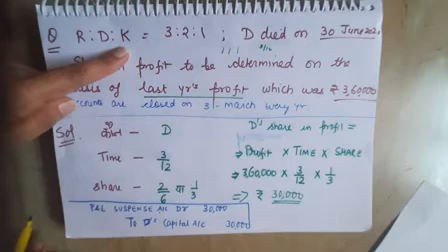 Q R : D : K = 3 : 2 : 1 ; D died on 30 June 202
profit to be determined on the
of last yr's profit which was ₹ 3,60,000
accounts are closed on 31 march every yr.
Sol. कौन - D
Time - 3/12
share - 2/6 या 1/3
D's share in profit =
⇒ Profit × TIME × SHARE
⇒ 3,60,000 × 3/12 × 1/3
⇒ ₹ 30,000
P&L SUSPENSE A/C DR 30,000
To D's Capital A/C 30,000